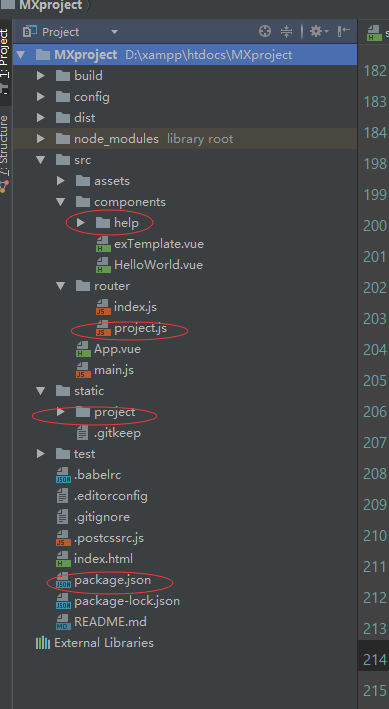 MXproject
1: Project
Project
MXproject D:\xampp\htdocs\MXproject
build
config
dist
node_modules library root
src
assets
components
help
exTemplate.vue
HelloWorld.vue
router
index.js
project.js
App.vue
main.js
static
project
.gitkeep
test
.babelrc
.editorconfig
.gitignore
.postcssrc.js
index.html
package.json
package-lock.json
README.md
External Libraries
7: Structure
182
183
184
198
199
200
201
202
203
204
205
206
207
208
209
210
211
212
213
214
215